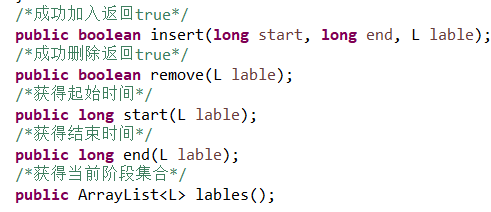 /*成功加入返回true*/
public boolean insert(long start, long end, L lable);
/*成功删除返回true*/
public boolean remove(L lable);
/*获得起始时间*/
public long start(L lable);
/*获得结束时间*/
public long end(L lable);
/*获得当前阶段集合*/
public ArrayList<L> lables();